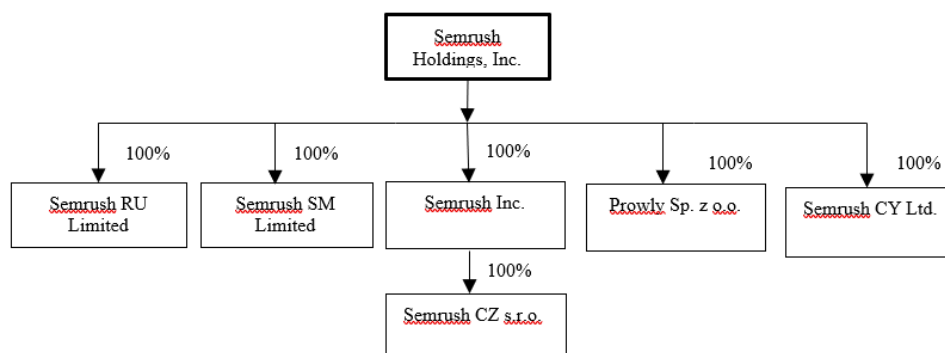 Semrush
Holdings, Inc.
100%
100%
100%
100%
100%
Semrush RU
Limited
Semrush SM
Limited
Semrush Inc.
Prowly Sp. z o.o.
Semrush CY Ltd.
100%
Semrush CZ s.r.o.